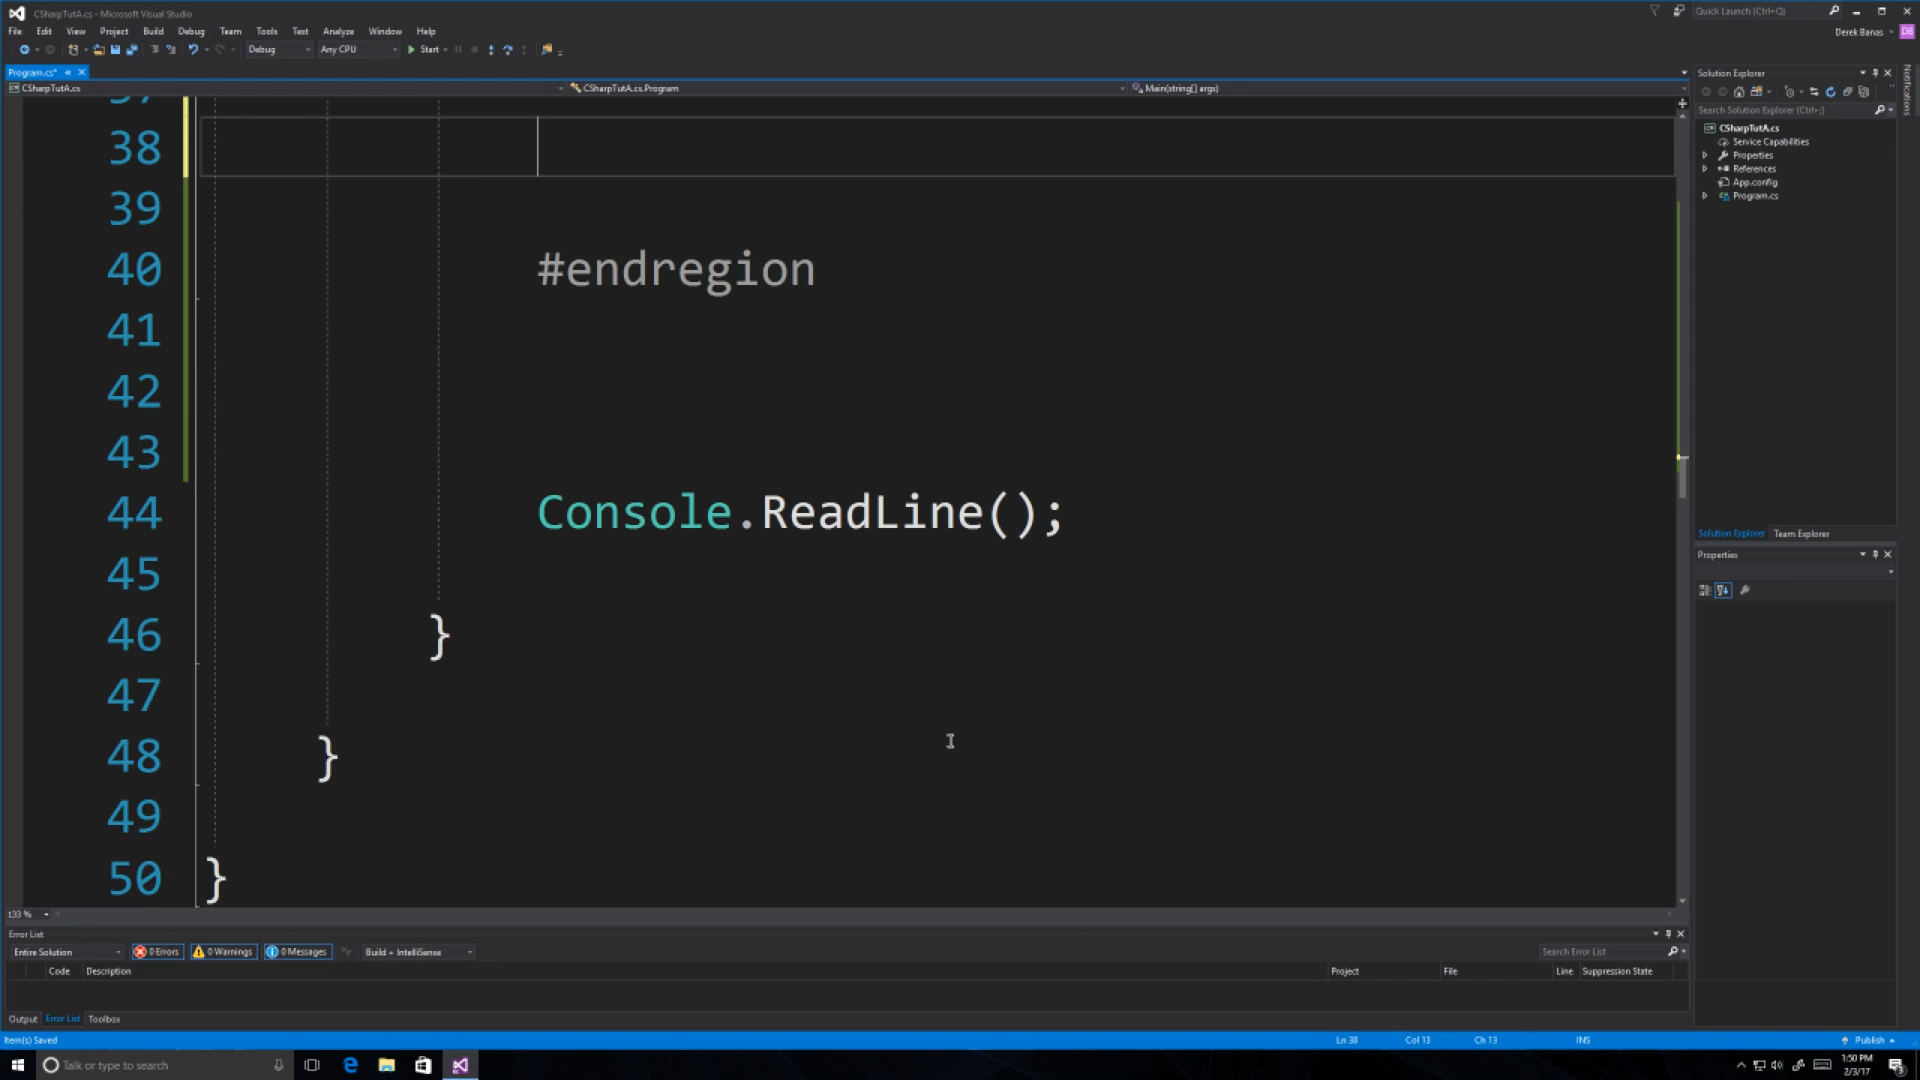 CSharpTutA.cs - Microsoft Visual Studio
Quick Launch (Ctrl+Q)
File Edit View Project Build Debug Team Tools Test Analyze Window Help
Derek Banas DB
Debug Any CPU Start
Program.cs*
CSharpTutA.cs CSharpTutA.cs.Program Main(string[] args)
37
38
39
40 #endregion
41
42
43
44 Console.ReadLine();
45
46 }
47
48 }
49
50 }
133 %
Solution Explorer
Notifications
Search Solution Explorer (Ctrl+;)
CSharpTutA.cs
Service Capabilities
Properties
References
App.config
Program.cs
Solution Explorer Team Explorer
Properties
Error List
Entire Solution 0 Errors 0 Warnings 0 Messages Build + IntelliSense
Search Error List
Code Description Project File Line Suppression State
Output Error List Toolbox
Item(s) Saved Ln 38 Col 13 Ch 13 INS Publish
Talk or type to search
1:50 PM
2/3/17